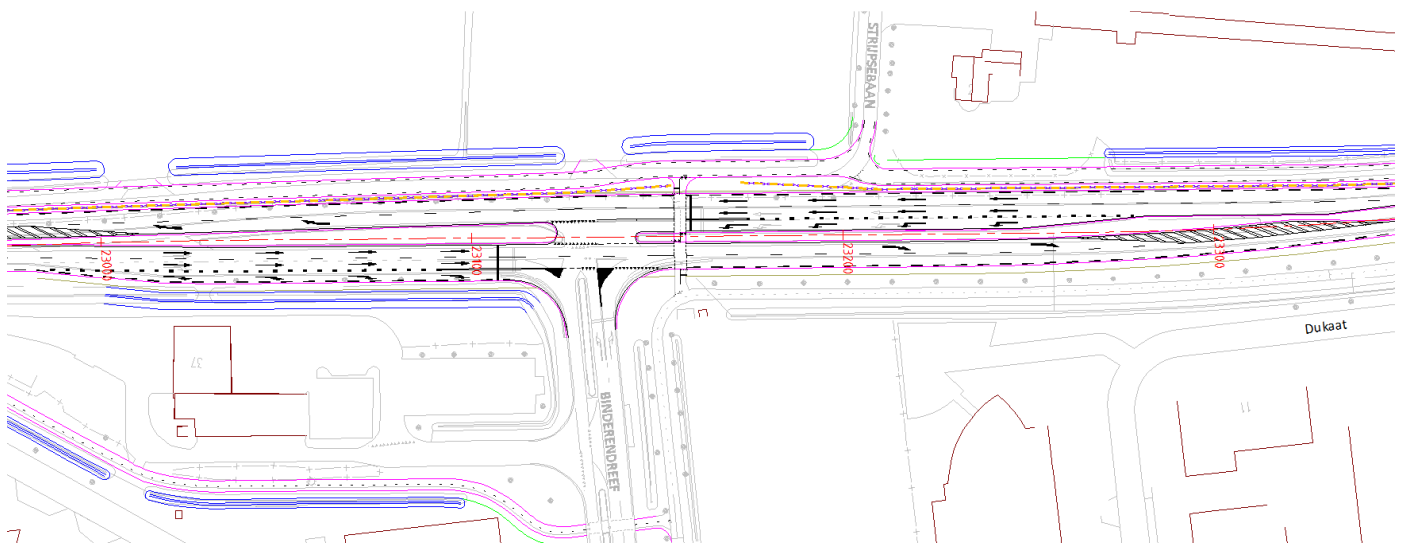 STRIJPSEBAAN
23000
23100
23200
23300
Dukaat
37
BINDERENDREEF
11